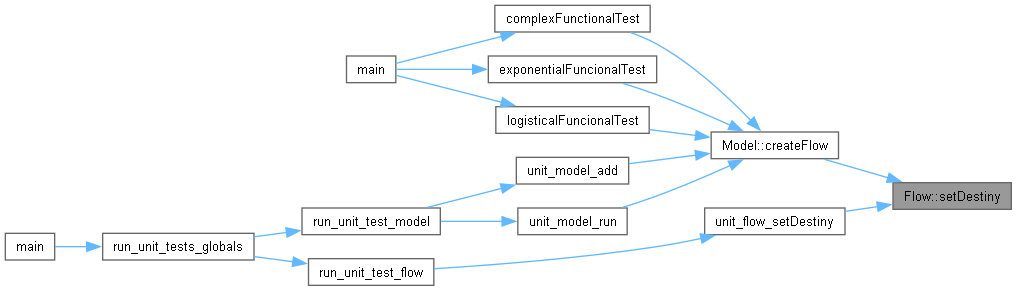 complexFunctionalTest
main
exponentialFuncionalTest
logisticalFuncionalTest
Model::createFlow
unit_model_add
Flow::setDestiny
run_unit_test_model
unit_model_run
unit_flow_setDestiny
main
run_unit_tests_globals
run_unit_test_flow